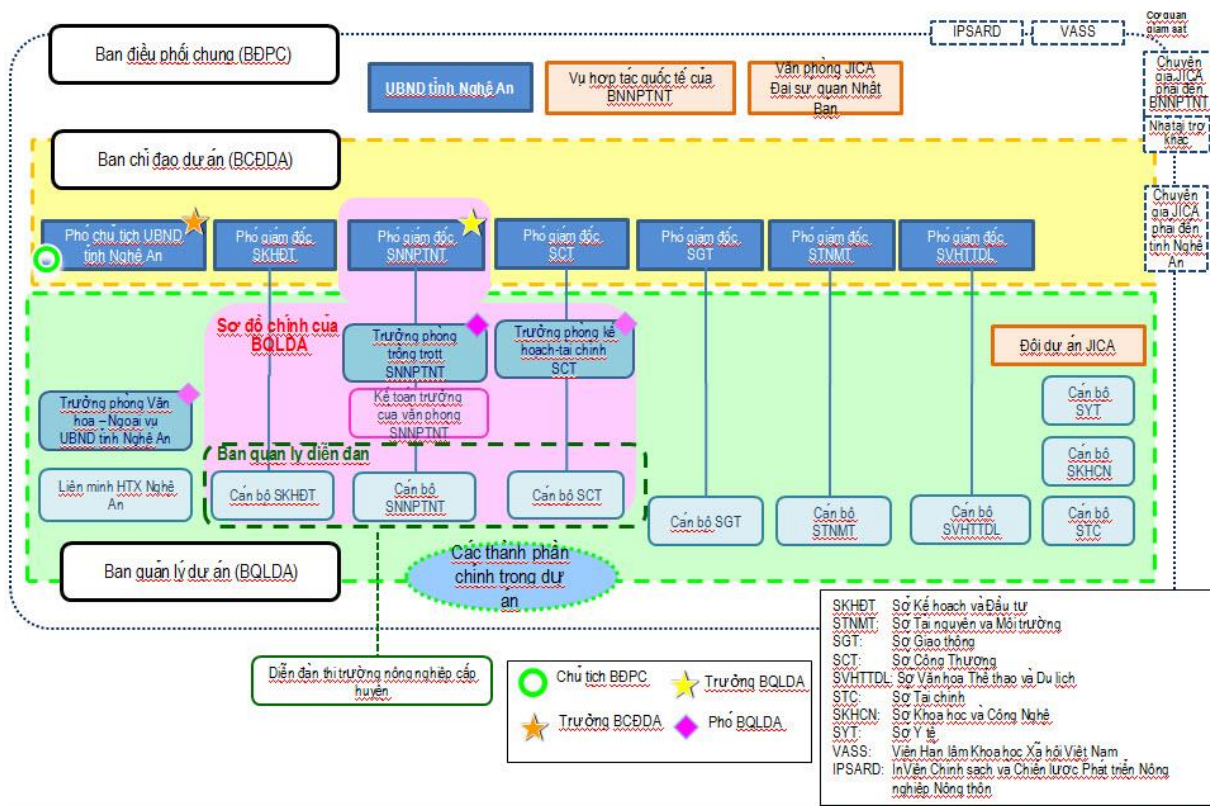 Ban điều phối chung (BĐPC)
IPSARD
VASS
Cơ quan
giám sát
UBND tỉnh Nghệ An
Vụ hợp tác quốc tế của
BNNPTNT
Văn phòng JICA
Đại sứ quán Nhật
Bản
Chuyên
gia JICA
phái đến
BNNPTNT
Nhà tài trợ
khác
Ban chỉ đạo dự án (BCĐDA)
Chuyên
gia JICA
phái đến
tỉnh Nghệ
An
Phó chủ tịch UBND
tỉnh Nghệ An
Phó giám đốc
SKHĐT
Phó giám đốc
SNNPTNT
Phó giám đốc
SCT
Phó giám đốc
SGT
Phó giám đốc
STNMT
Phó giám đốc
SVHTTDL
Sơ đồ chính của
BQLDA
Trưởng phòng
trồng trọtt
SNNPTNT
Trưởng phòng kế
hoạch-tài chính
SCT
Đội dự án JICA
Trưởng phòng Văn
hóa – Ngoại vụ
UBND tỉnh Nghệ An
Kế toán trưởng
của văn phòng
SNNPTNT
Cán bộ
SYT
Cán bộ
SKHCN
Ban quản lý diễn đàn
Liên minh HTX Nghệ
An
Cán bộ SKHĐT
Cán bộ
SNNPTNT
Cán bộ SCT
Cán bộ SGT
Cán bộ
STNMT
Cán bộ
SVHTTDL
Cán bộ
STC
Ban quản lý dự án (BQLDA)
Các thành phần
chính trong dự
án
Diễn đàn thị trường nông nghiệp cấp
huyện
Chủ tịch BĐPC
Trưởng BQLDA
Trưởng BCĐDA
Phó BQLDA
SKHĐT Sở Kế hoạch và Đầu tư
STNMT: Sở Tài nguyên và Môi trường
SGT: Sở Giao thông
SCT: Sở Công Thương
SVHTTDL: Sở Văn hóa Thể thao và Du lịch
STC: Sở Tài chính
SKHCN: Sở Khoa học và Công Nghệ
SYT: Sở Y tế
VASS: Viện Hàn lâm Khoa học Xã hội Việt Nam
IPSARD: InViện Chính sách và Chiến lược Phát triển Nông
nghiệp Nông thôn